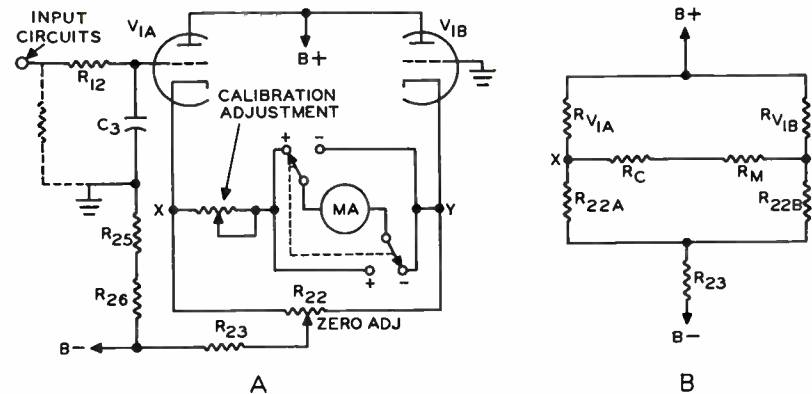 INPUT
CIRCUITS
V1A
V1B
B+
R12
C3
CALIBRATION
ADJUSTMENT
+
-
X
MA
Y
R25
+
-
R26
R22
ZERO ADJ
R23
B-
A
B+
RV1A
RV1B
X
RC
RM
R22A
R22B
R23
B-
B